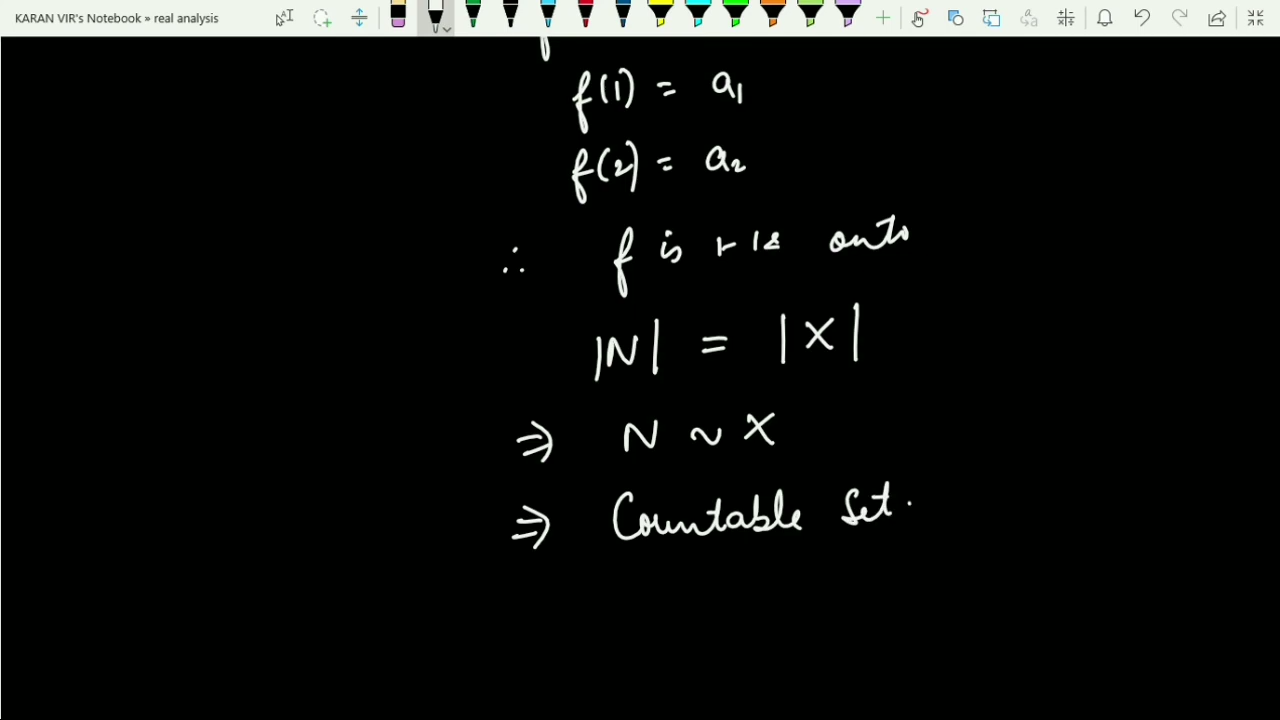 KARAN VIR's Notebook » real analysis
f(1) = a₁
f(2) = a₂
∴ f is 1-1 & onto
|N| = |X|
⇒ N ~ X
⇒ Countable Set.